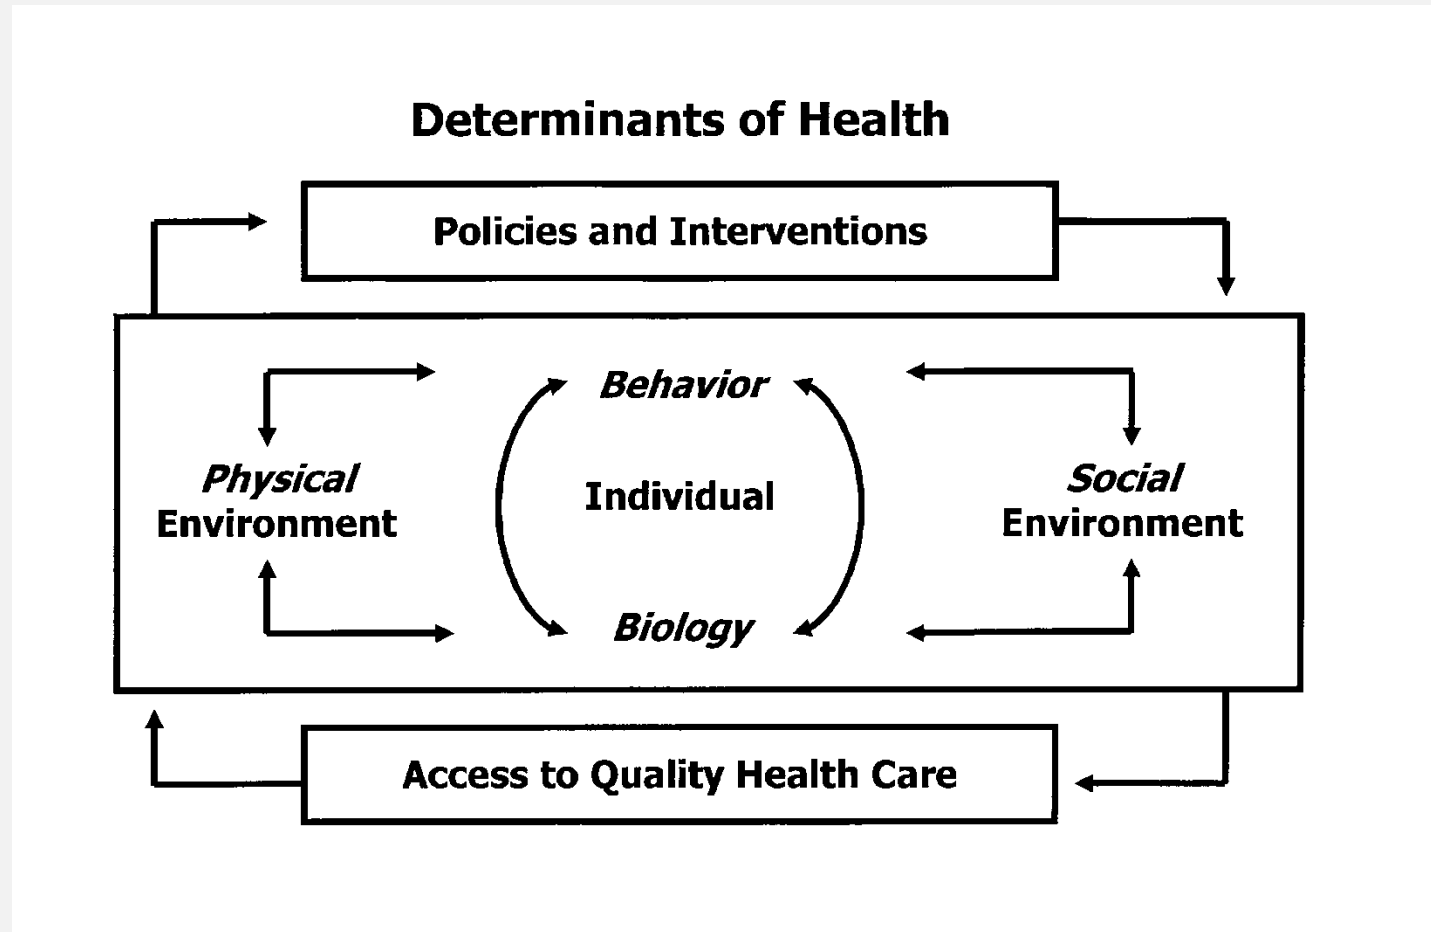 Determinants of Health
Policies and Interventions
Behavior
Physical
Environment
Individual
Social
Environment
Biology
Access to Quality Health Care